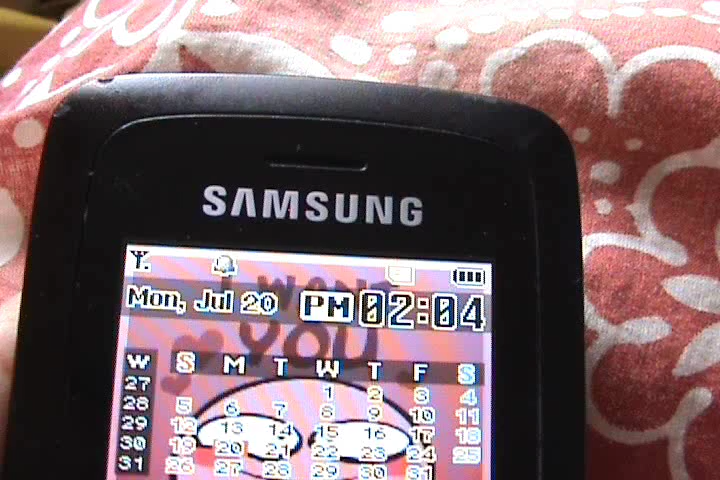 SAMSUNG
I WANT
Mon, Jul 20 PM 02:04
YOU
W S M T W T F S
27 1 2 3 4
28 5 6 7 8 9 10 11
29 12 13 14 15 16 17 18
30 19 20 21 22 23 24 25
31 26 27 28 29 30 31